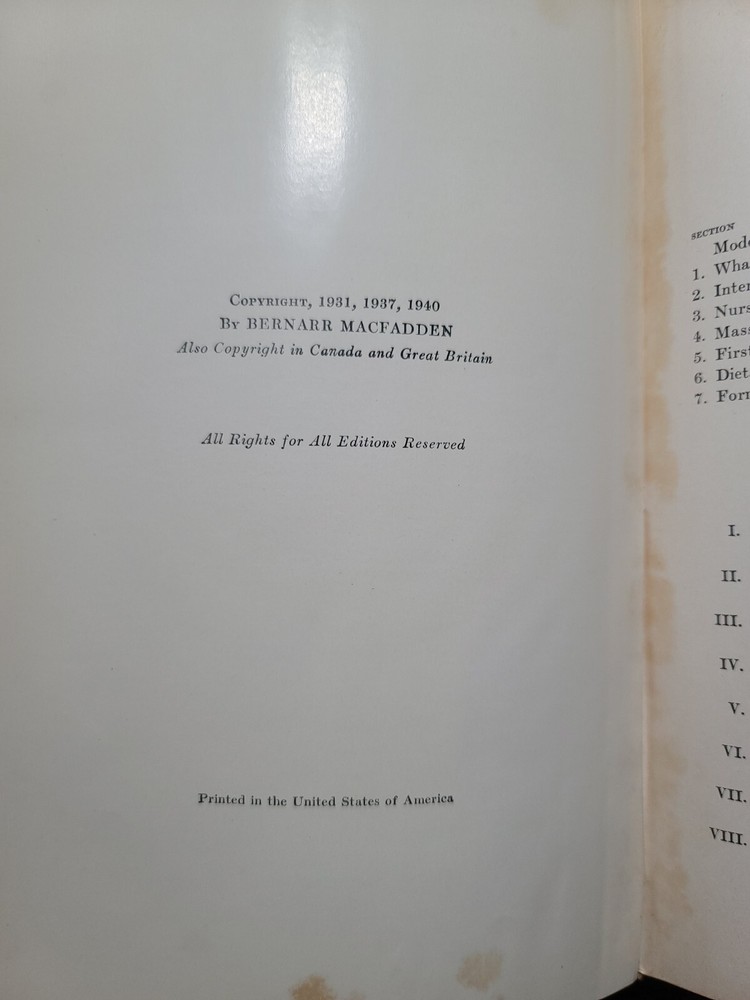 COPYRIGHT, 1931, 1937, 1940
BY BERNARR MACFADDEN
Also Copyright in Canada and Great Britain
All Rights for All Editions Reserved
Printed in the United States of America
SECTION
1.
2.
3.
4.
5. First
6. Diet
7.
I.
II.
III.
IV.
V.
VI.
VII.
VIII.